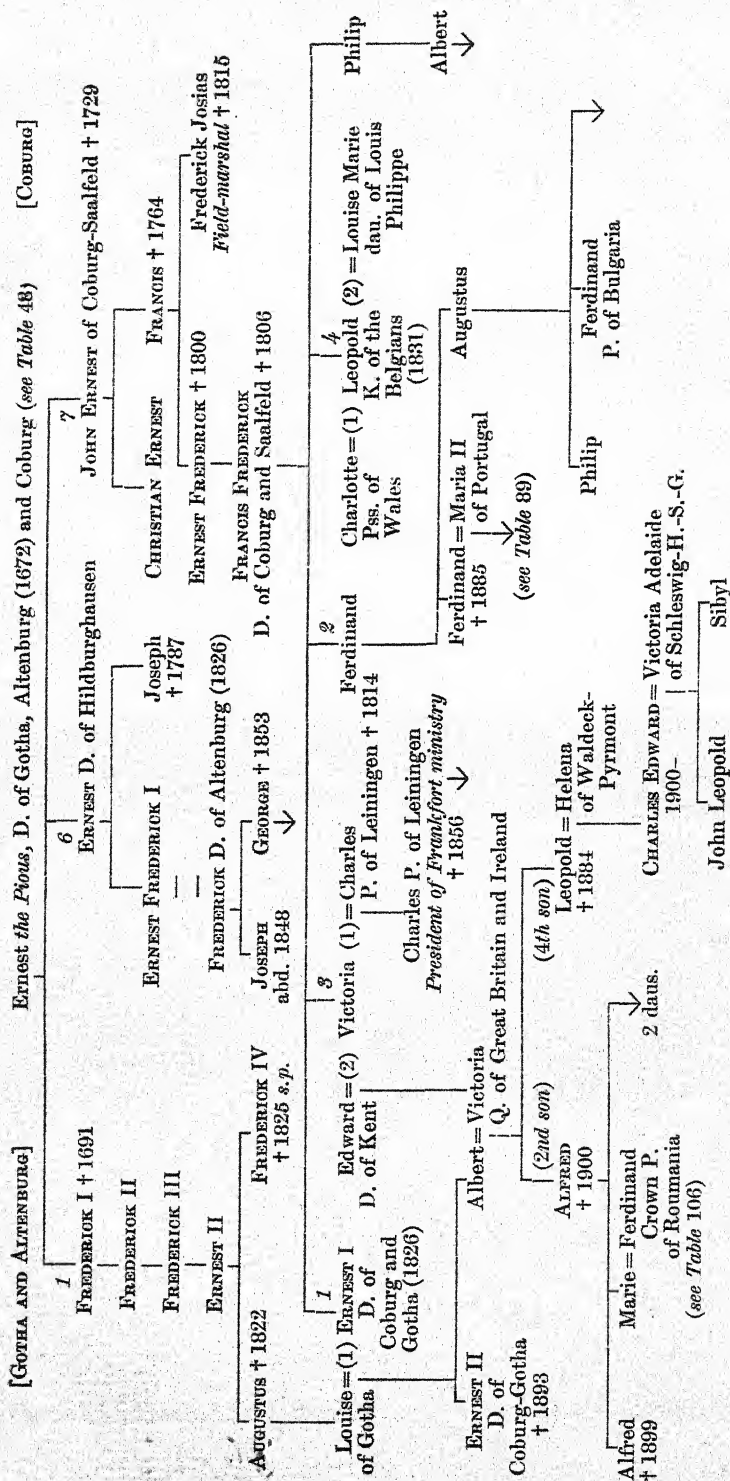 Ernest the Pious, D. of Gotha, Altenburg (1672) and Coburg (see Table 48)
[GOTHA AND ALTENBURG]
[COBURG]
1
FREDERICK I † 1691
FREDERICK II
FREDERICK III
ERNEST II
AUGUSTUS † 1822
FREDERICK IV
† 1825 s.p.
6
ERNEST D. of Hildburghausen
ERNEST FREDERICK I
Joseph
† 1787
FREDERICK D. of Altenburg (1826)
JOSEPH
abd. 1848
GEORGE † 1853
7
JOHN ERNEST of Coburg-Saalfeld † 1729
CHRISTIAN ERNEST
FRANCIS † 1764
ERNEST FREDERICK † 1800
Frederick Josias
Field-marshal † 1815
FRANCIS FREDERICK
D. of Coburg and Saalfeld † 1806
1
Louise=(1) ERNEST I
of Gotha
D. of
Coburg and
Gotha (1826)
3
Edward=(2) Victoria (1)=Charles
D. of Kent
P. of Leiningen † 1814
Charles P. of Leiningen
President of Frankfort ministry
† 1856
2
Ferdinand
4
Charlotte=(1) Leopold (2)=Louise Marie
Pss. of
Wales
K. of the
Belgians
(1831)
dau. of Louis
Philippe
Philip
Albert
Ferdinand=Maria II
† 1885
of Portugal
(see Table 89)
Augustus
Philip
Ferdinand
P. of Bulgaria
ERNEST II
D. of
Coburg-Gotha
† 1893
Albert=Victoria
Q. of Great Britain and Ireland
(2nd son)
ALFRED
† 1900
(4th son)
Leopold=Helena
† 1884
of Waldeck-
Pyrmont
Alfred
† 1899
Marie=Ferdinand
Crown P.
of Roumania
(see Table 106)
2 daus.
CHARLES EDWARD=Victoria Adelaide
1900-
of Schleswig-H.-S.-G.
John Leopold
Sibyl